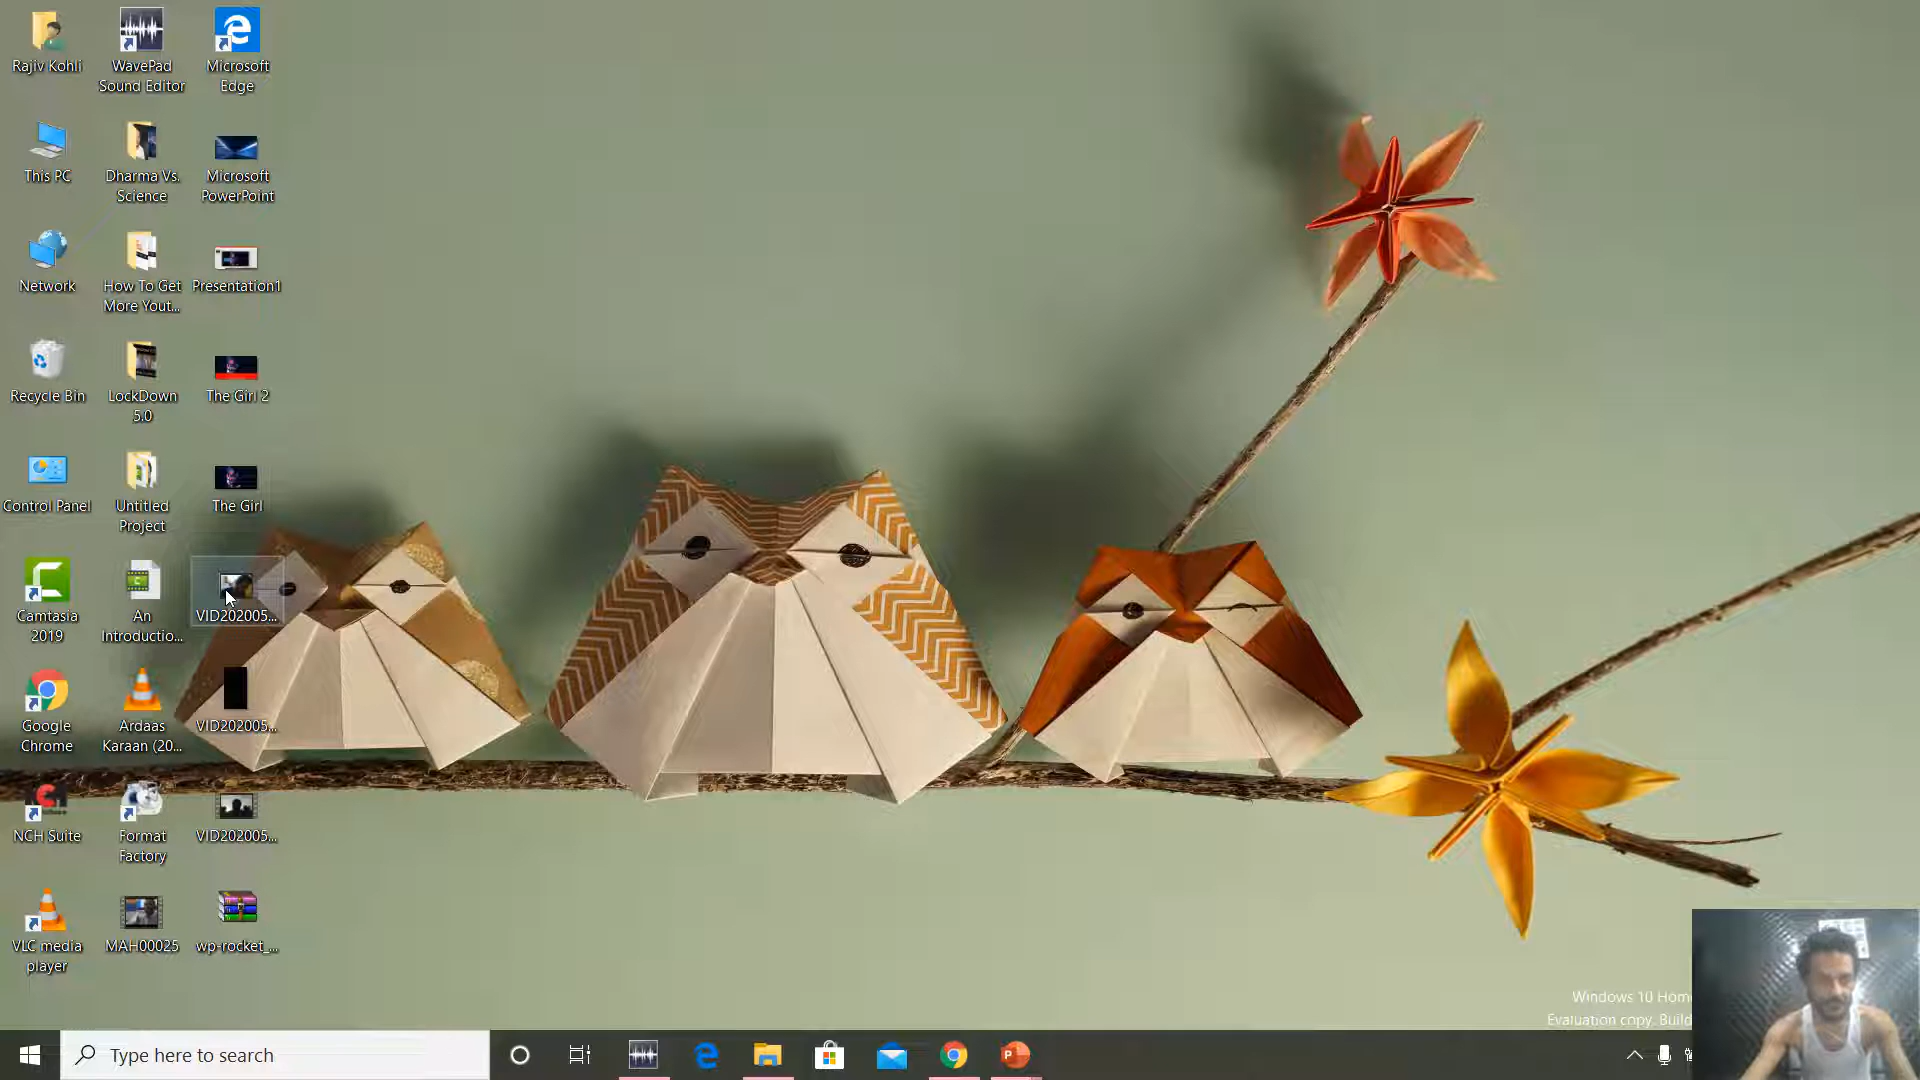 Rajiv Kohli
WavePad
Sound Editor
Microsoft
Edge
This PC
Dharma Vs.
Science
Microsoft
PowerPoint
Network
How To Get
More Yout...
Presentation1
Recycle Bin
LockDown
5.0
The Girl 2
Control Panel
Untitled
Project
The Girl
Camtasia
2019
An
Introductio...
VID202005...
Google
Chrome
Ardaas
Karaan (20...
VID202005...
NCH Suite
Format
Factory
VID202005...
VLC media
player
MAH00025
wp-rocket_...
Windows 10 Hom
Evaluation copy. Build
Type here to search